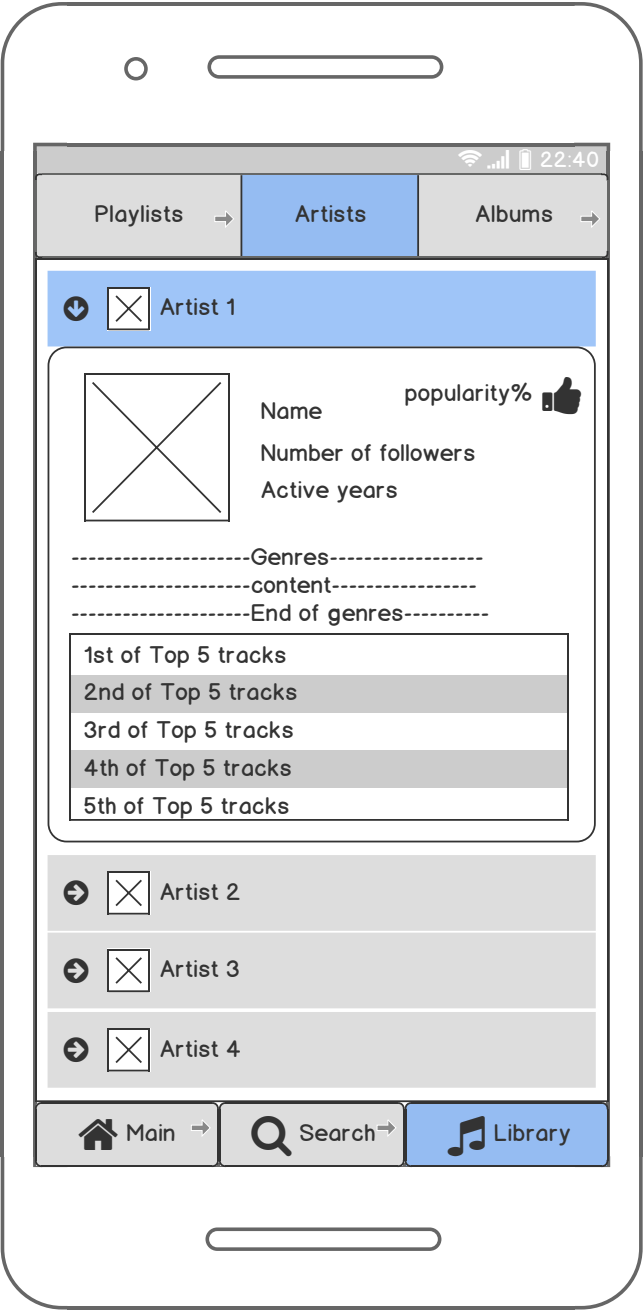 22:40
Playlists
Artists
Albums
Artist 1
popularity%
Name
Number of followers
Active years
---------------------Genres------------------
---------------------content-----------------
---------------------End of genres----------
1st of Top 5 tracks
2nd of Top 5 tracks
3rd of Top 5 tracks
4th of Top 5 tracks
5th of Top 5 tracks
Artist 2
Artist 3
Artist 4
Main
Search
Library